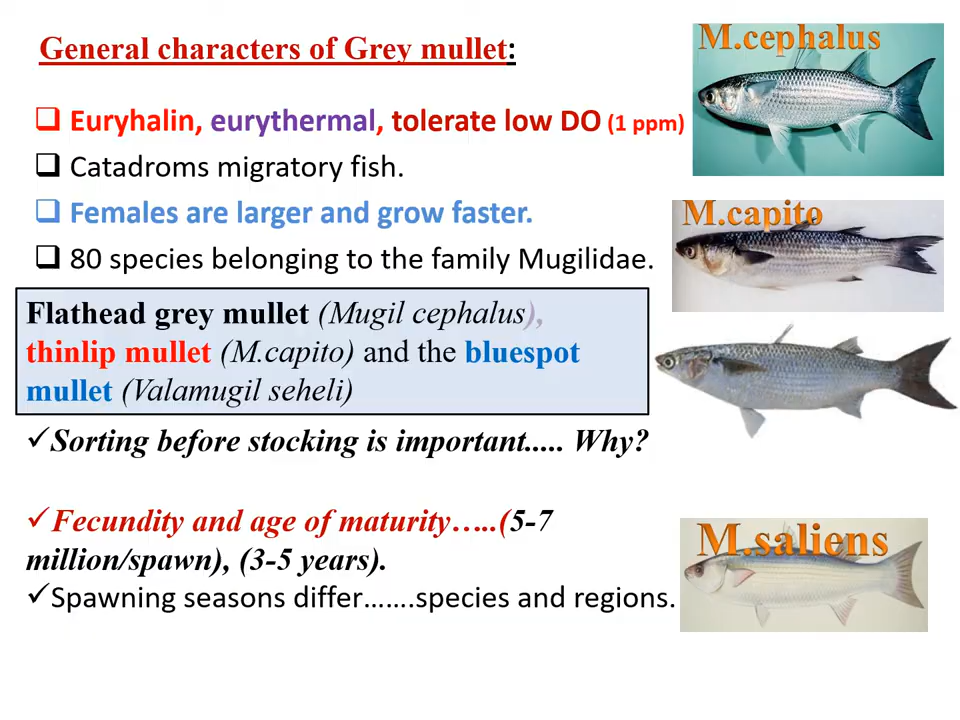 General characters of Grey mullet:
❑ Euryhalin, eurythermal, tolerate low DO (1 ppm)
❑ Catadroms migratory fish.
❑ Females are larger and grow faster.
❑ 80 species belonging to the family Mugilidae.
Flathead grey mullet (Mugil cephalus),
thinlip mullet (M.capito) and the bluespot
mullet (Valamugil seheli)
✓Sorting before stocking is important..... Why?
✓Fecundity and age of maturity…..(5-7
million/spawn), (3-5 years).
✓Spawning seasons differ…….species and regions.
M.cephalus
M.capito
M.saliens